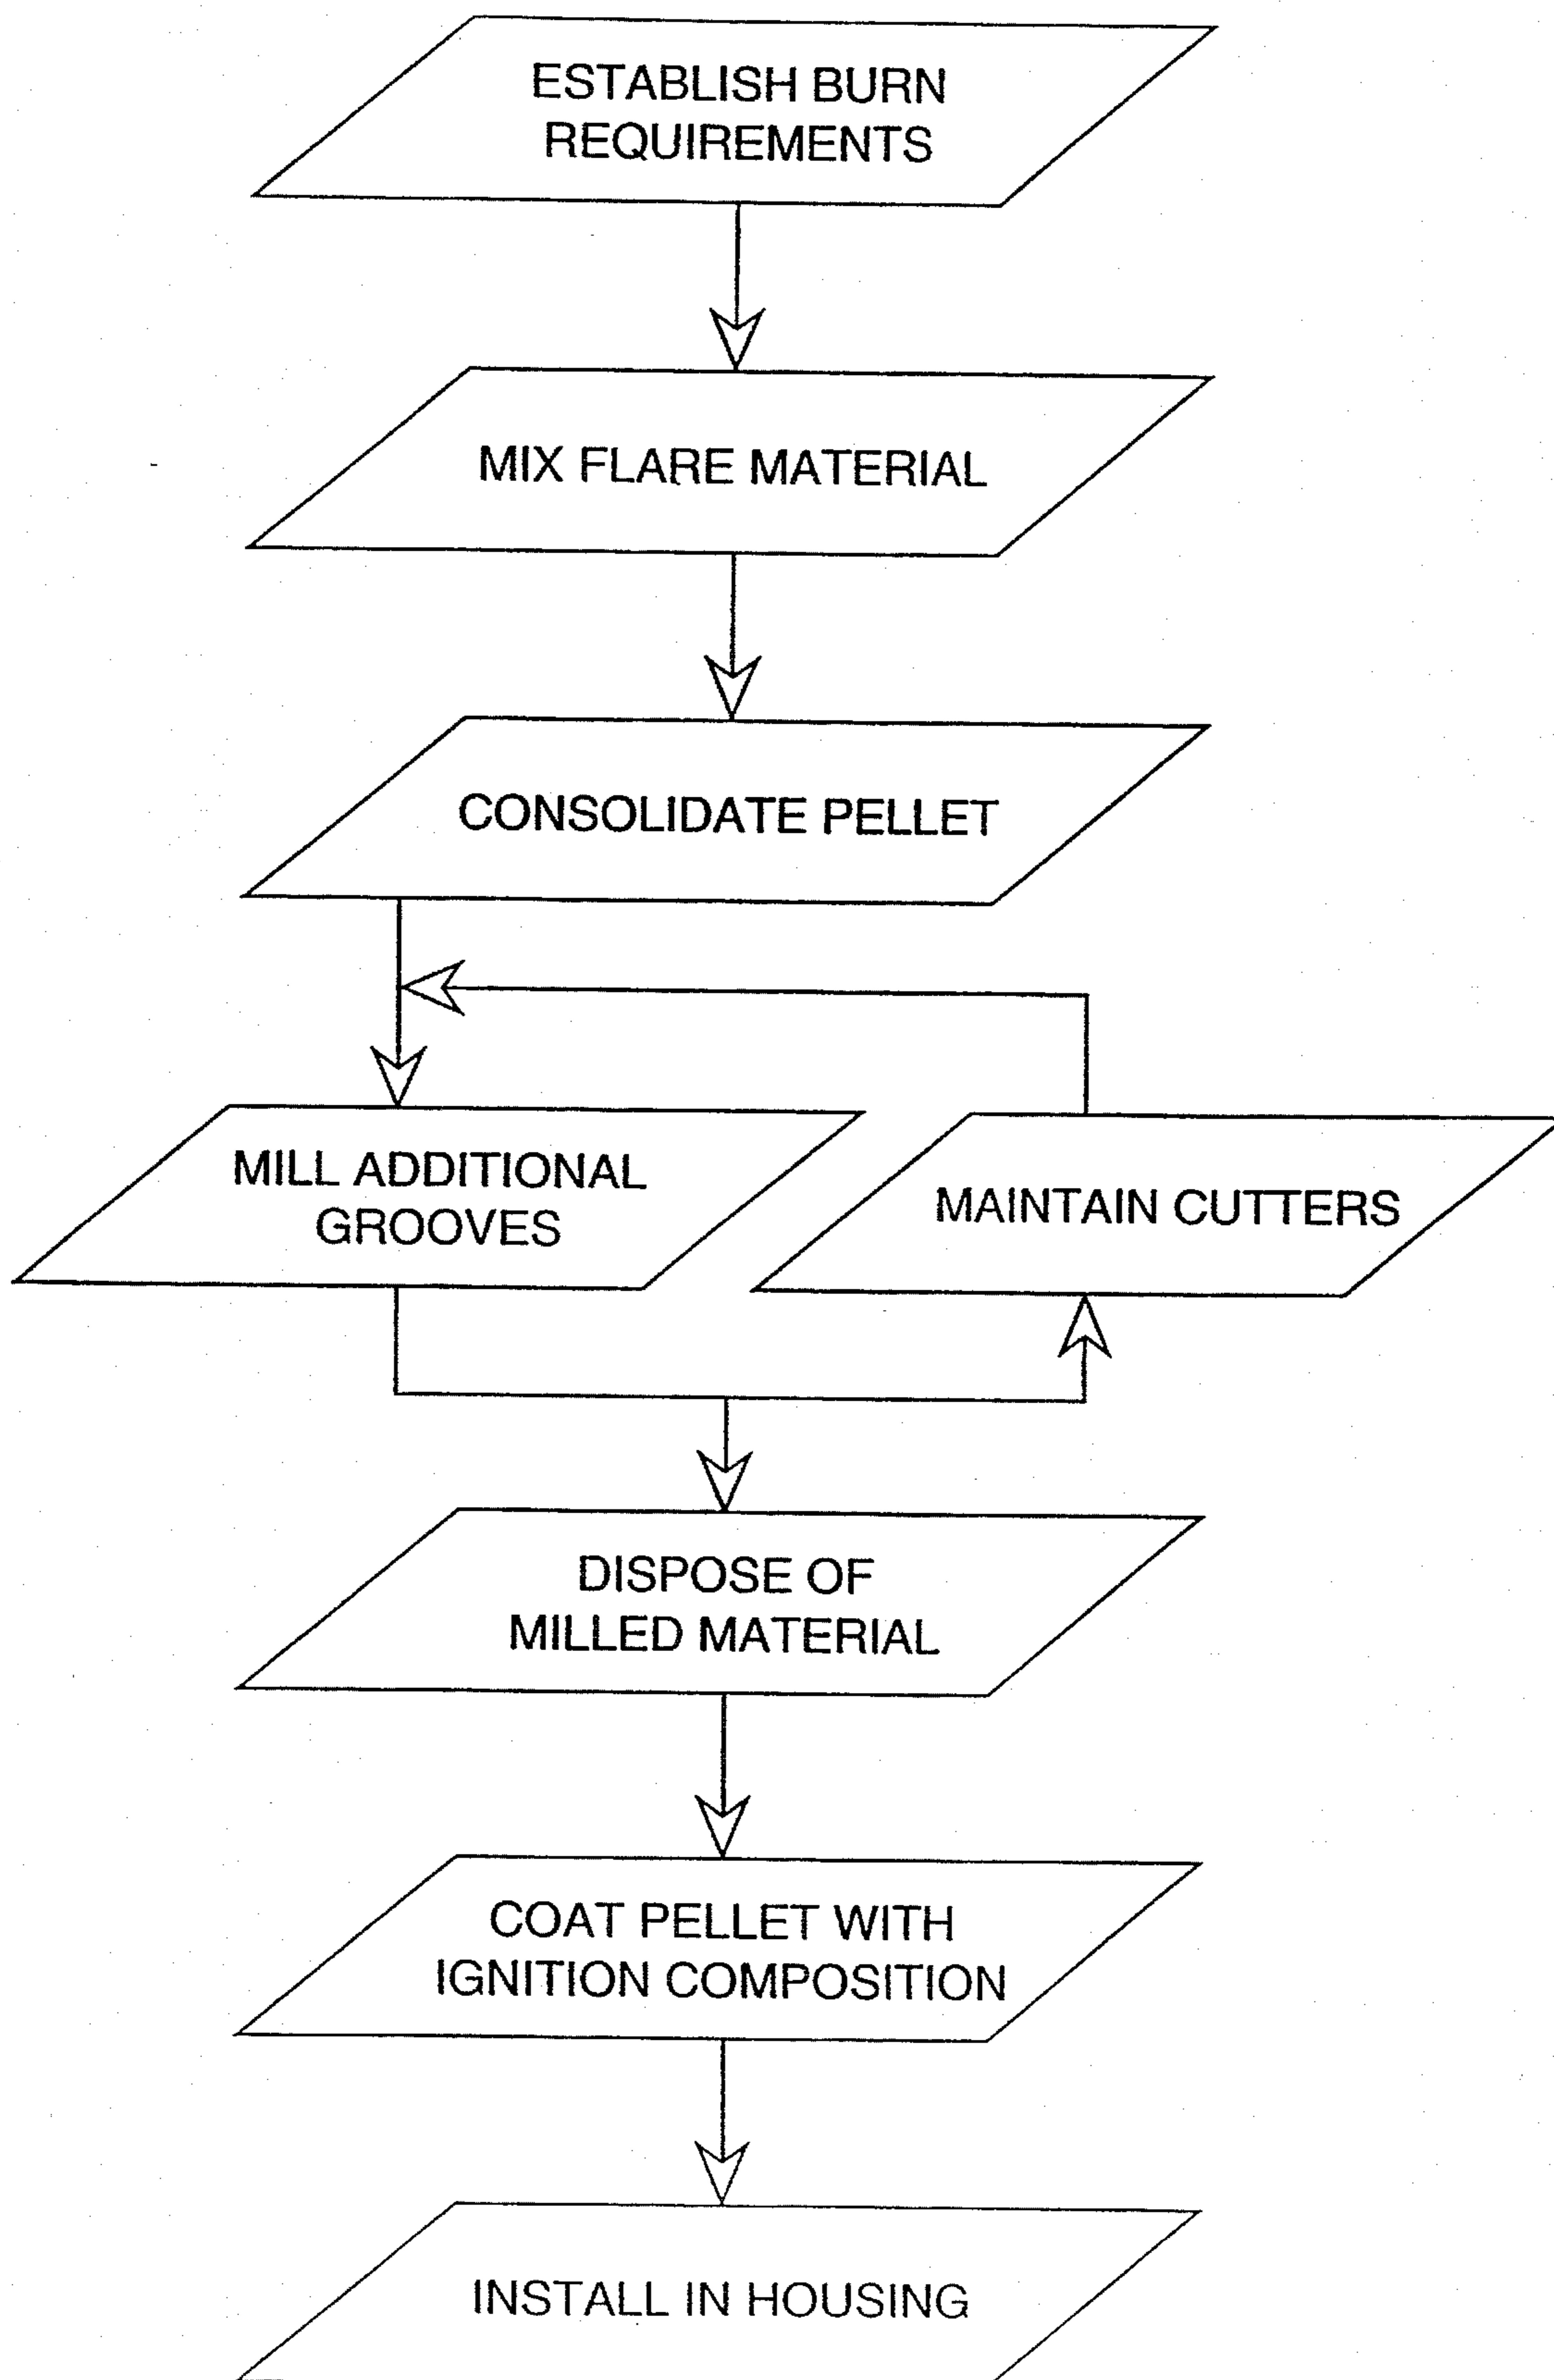 ESTABLISH BURN
REQUIREMENTS
MIX FLARE MATERIAL
CONSOLIDATE PELLET
MILL ADDITIONAL
GROOVES
MAINTAIN CUTTERS
DISPOSE OF
MILLED MATERIAL
COAT PELLET WITH
IGNITION COMPOSITION
INSTALL IN HOUSING